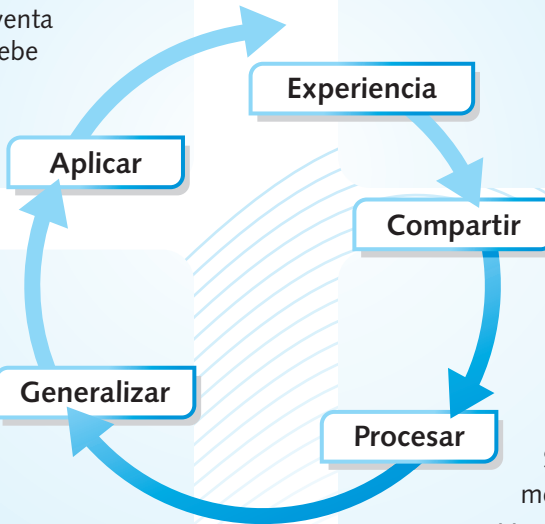 Experiencia
Aplicar
Compartir
Generalizar
Procesar